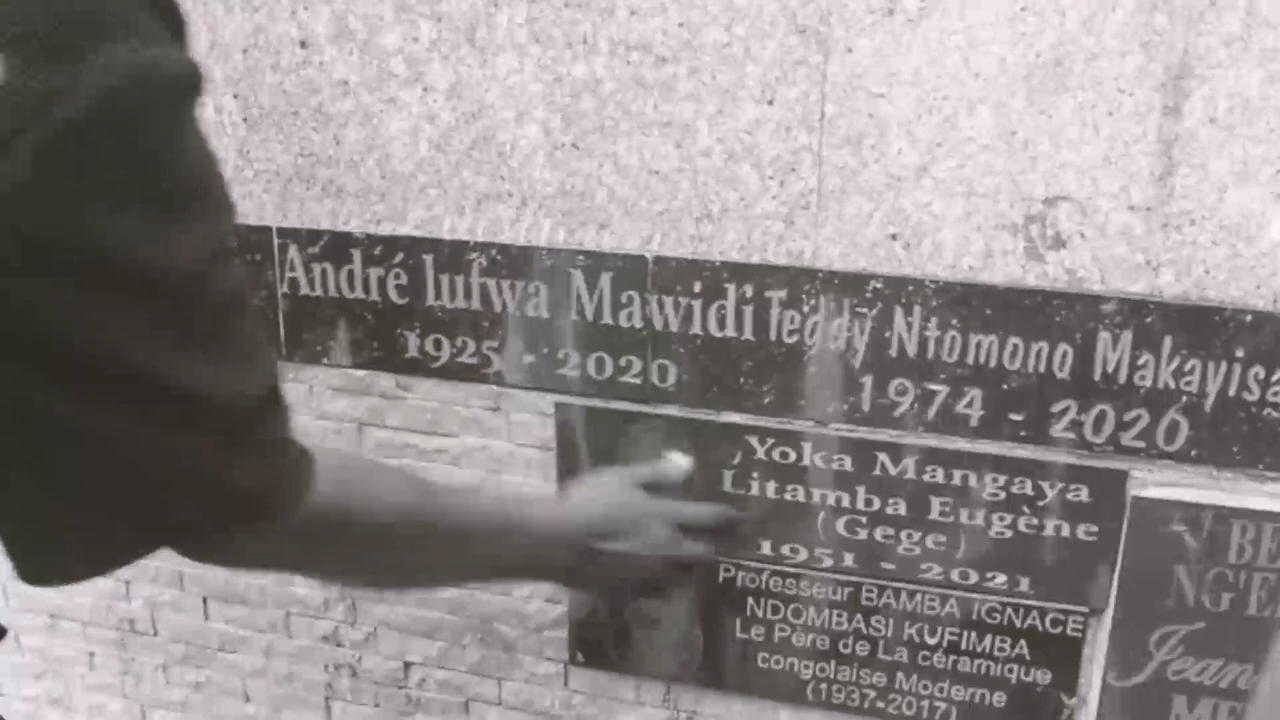 André lufwa Mawidi
1925 - 2020
Teddy Ntomono Makayisa
1974 - 2020
Yoka Mangaya
Litamba Eugène
(Gege)
1951 - 2021
Professeur BAMBA IGNACE
NDOMBASI KUFIMBA
Le Père de La céramique
congolaise Moderne
(1937-2017)
Jean